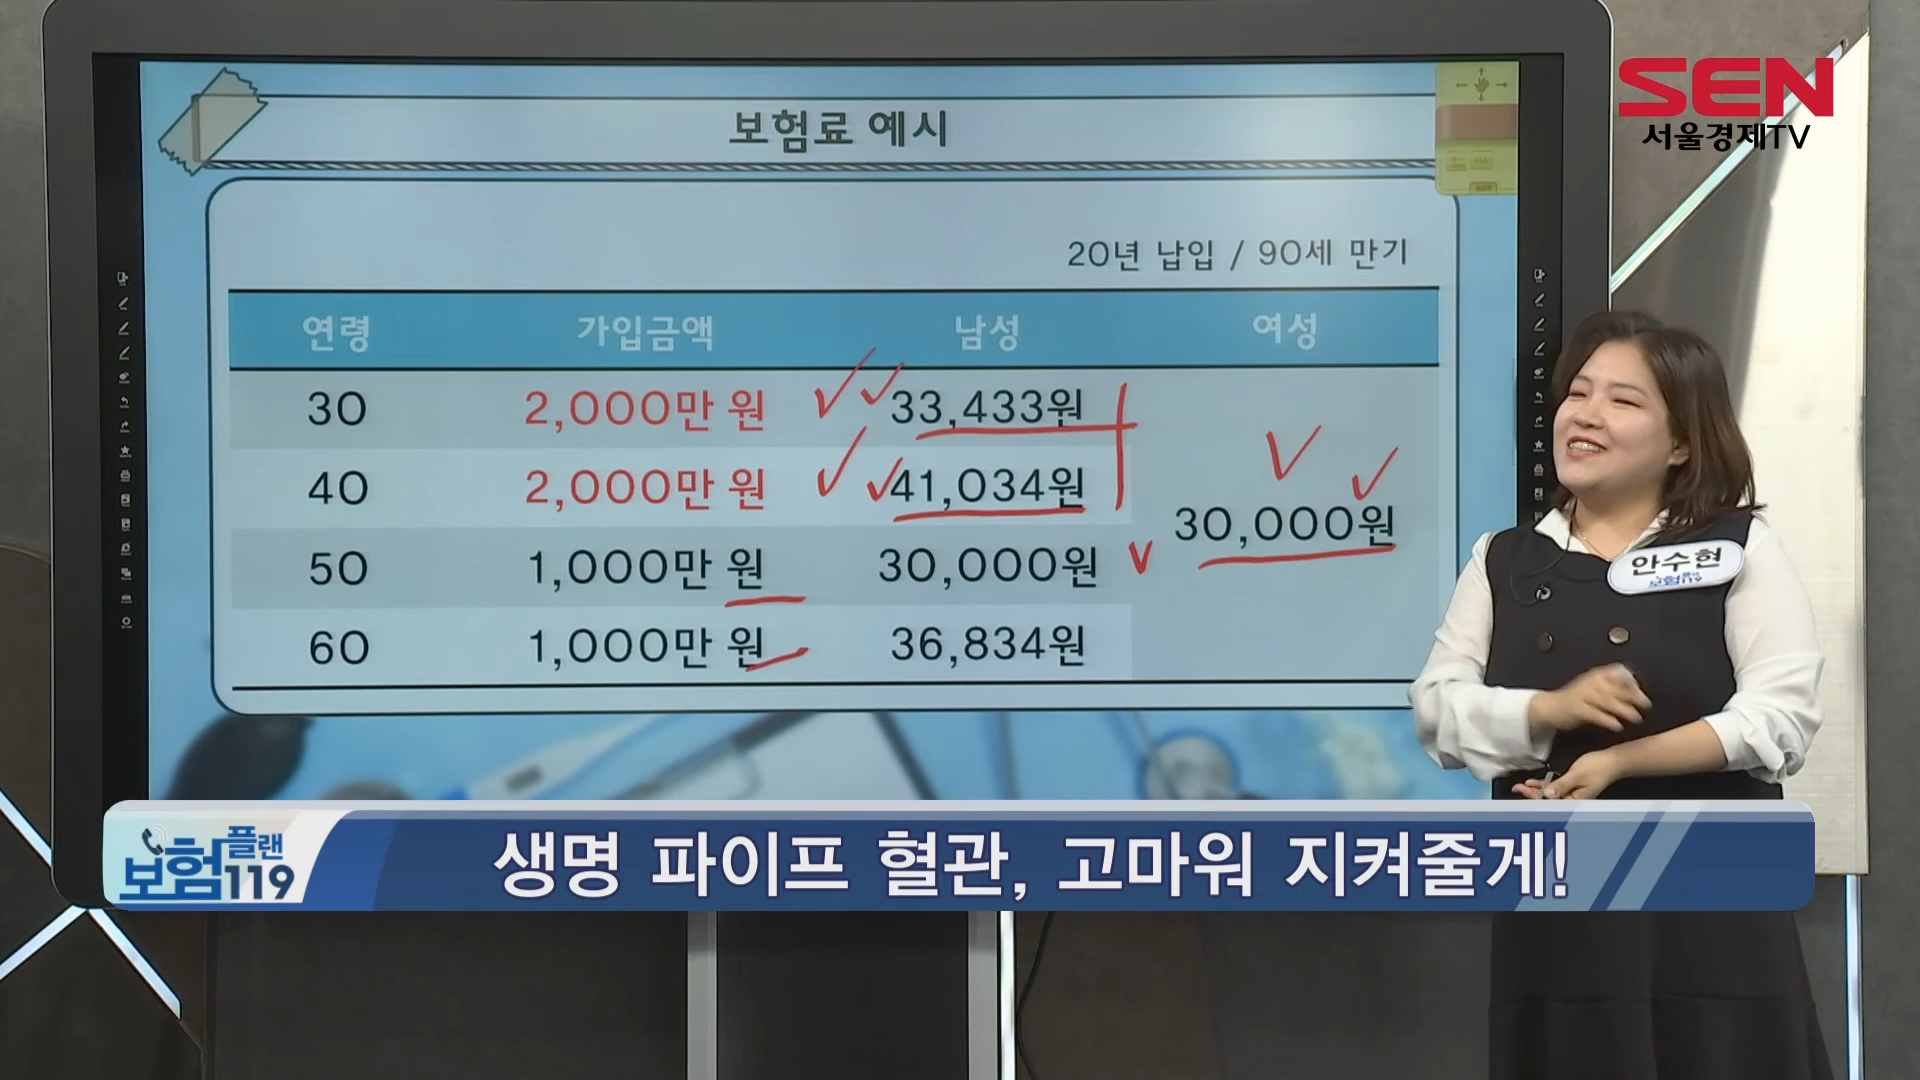 SEN
서울경제TV
보험료 예시
20년 납입 / 90세 만기
연령 가입금액 남성 여성
30 2,000만 원 33,433원
40 2,000만 원 41,034원
30,000원
50 1,000만 원 30,000원
60 1,000만 원 36,834원
안수현
보험플랜119
생명 파이프 혈관, 고마워 지켜줄게!